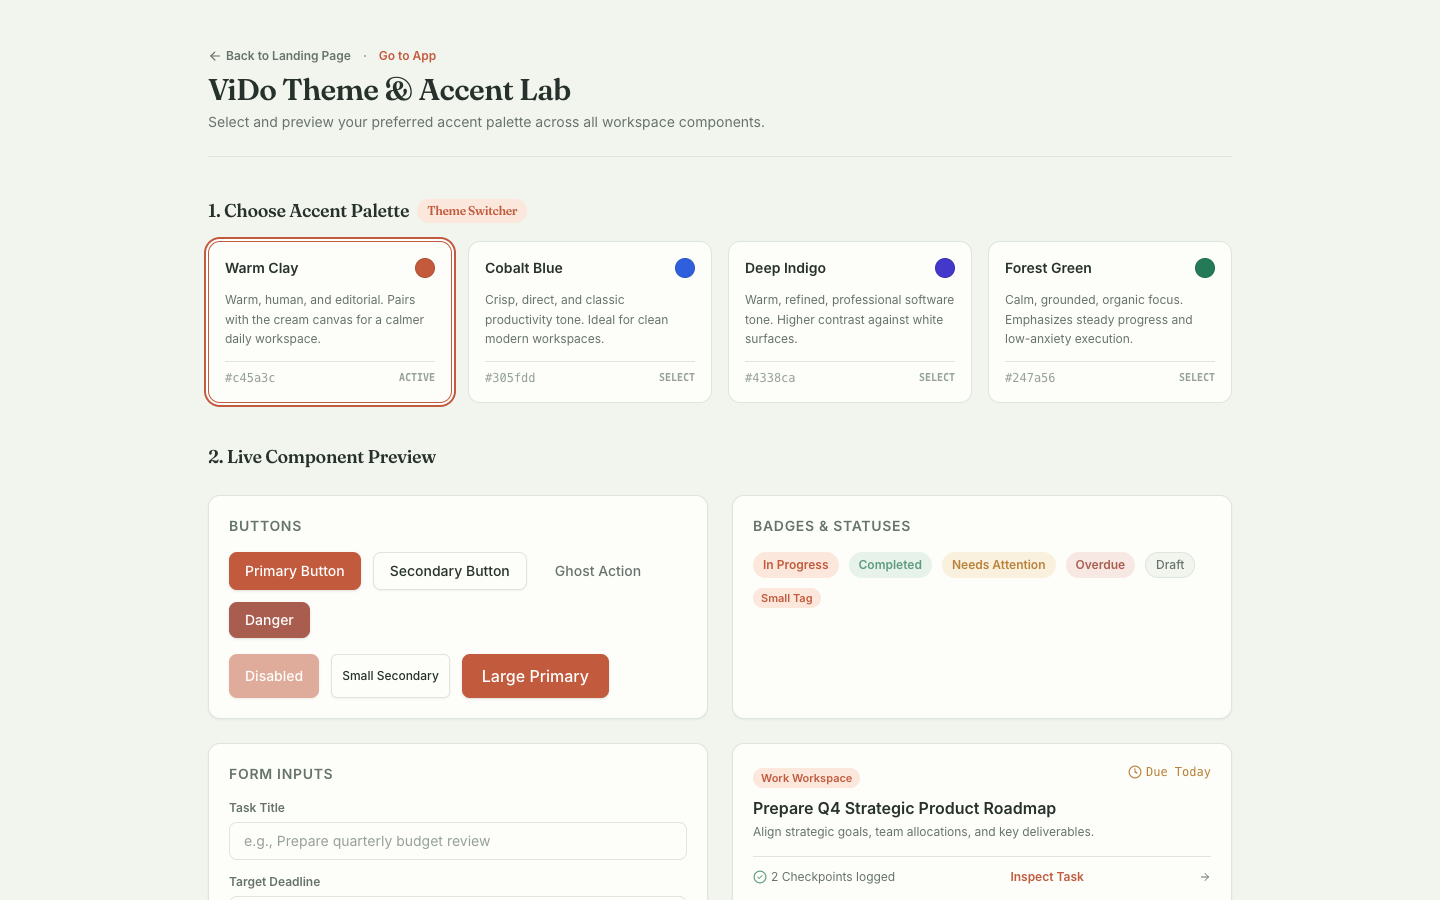 Back to Landing Page · Go to App
ViDo Theme & Accent Lab
Select and preview your preferred accent palette across all workspace components.
1. Choose Accent Palette Theme Switcher
Warm Clay
Warm, human, and editorial. Pairs
with the cream canvas for a calmer
daily workspace.
#c45a3c ACTIVE
Cobalt Blue
Crisp, direct, and classic
productivity tone. Ideal for clean
modern workspaces.
#305fdd SELECT
Deep Indigo
Warm, refined, professional software
tone. Higher contrast against white
surfaces.
#4338ca SELECT
Forest Green
Calm, grounded, organic focus.
Emphasizes steady progress and
low-anxiety execution.
#247a56 SELECT
2. Live Component Preview
BUTTONS
Primary Button Secondary Button Ghost Action
Danger
Disabled Small Secondary Large Primary
BADGES & STATUSES
In Progress Completed Needs Attention Overdue Draft
Small Tag
FORM INPUTS
Task Title
e.g., Prepare quarterly budget review
Target Deadline
Work Workspace Due Today
Prepare Q4 Strategic Product Roadmap
Align strategic goals, team allocations, and key deliverables.
2 Checkpoints logged Inspect Task